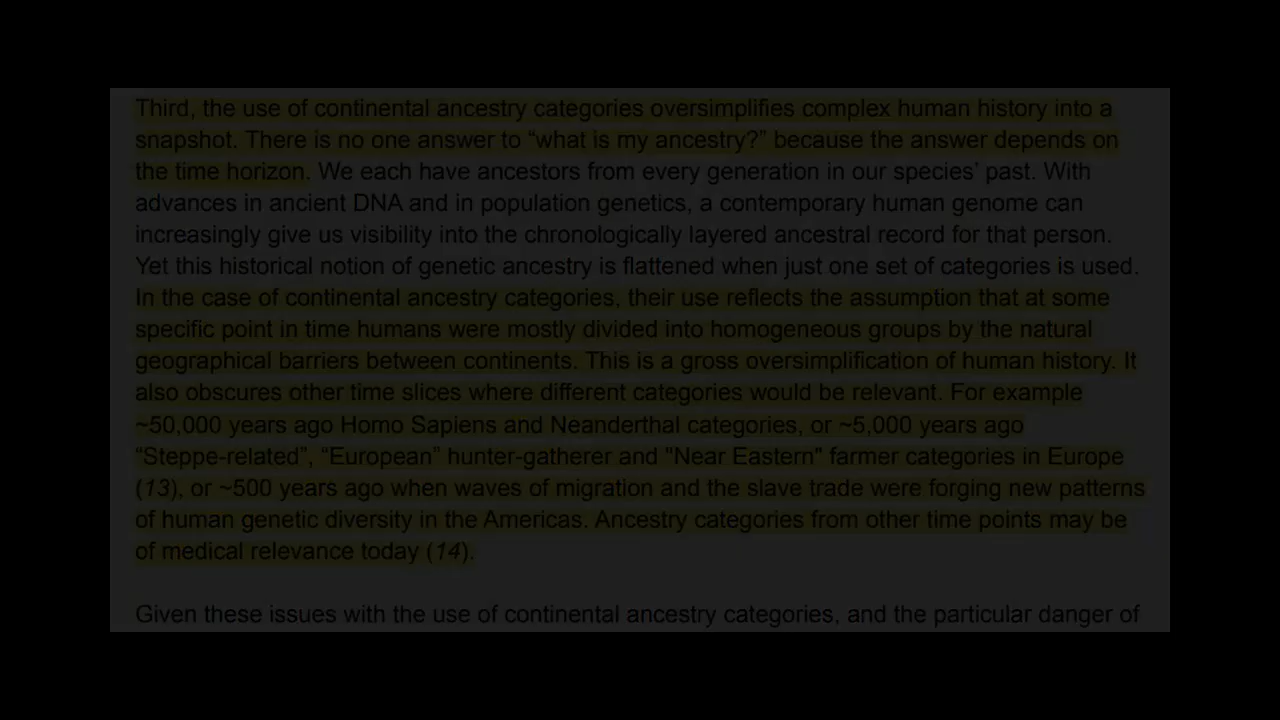 Third, the use of continental ancestry categories oversimplifies complex human history into a
snapshot. There is no one answer to “what is my ancestry?” because the answer depends on
the time horizon. We each have ancestors from every generation in our species’ past. With
advances in ancient DNA and in population genetics, a contemporary human genome can
increasingly give us visibility into the chronologically layered ancestral record for that person.
Yet this historical notion of genetic ancestry is flattened when just one set of categories is used.
In the case of continental ancestry categories, their use reflects the assumption that at some
specific point in time humans were mostly divided into homogeneous groups by the natural
geographical barriers between continents. This is a gross oversimplification of human history. It
also obscures other time slices where different categories would be relevant. For example
~50,000 years ago Homo Sapiens and Neanderthal categories, or ~5,000 years ago
“Steppe-related”, “European” hunter-gatherer and "Near Eastern" farmer categories in Europe
(13), or ~500 years ago when waves of migration and the slave trade were forging new patterns
of human genetic diversity in the Americas. Ancestry categories from other time points may be
of medical relevance today (14).
Given these issues with the use of continental ancestry categories, and the particular danger of